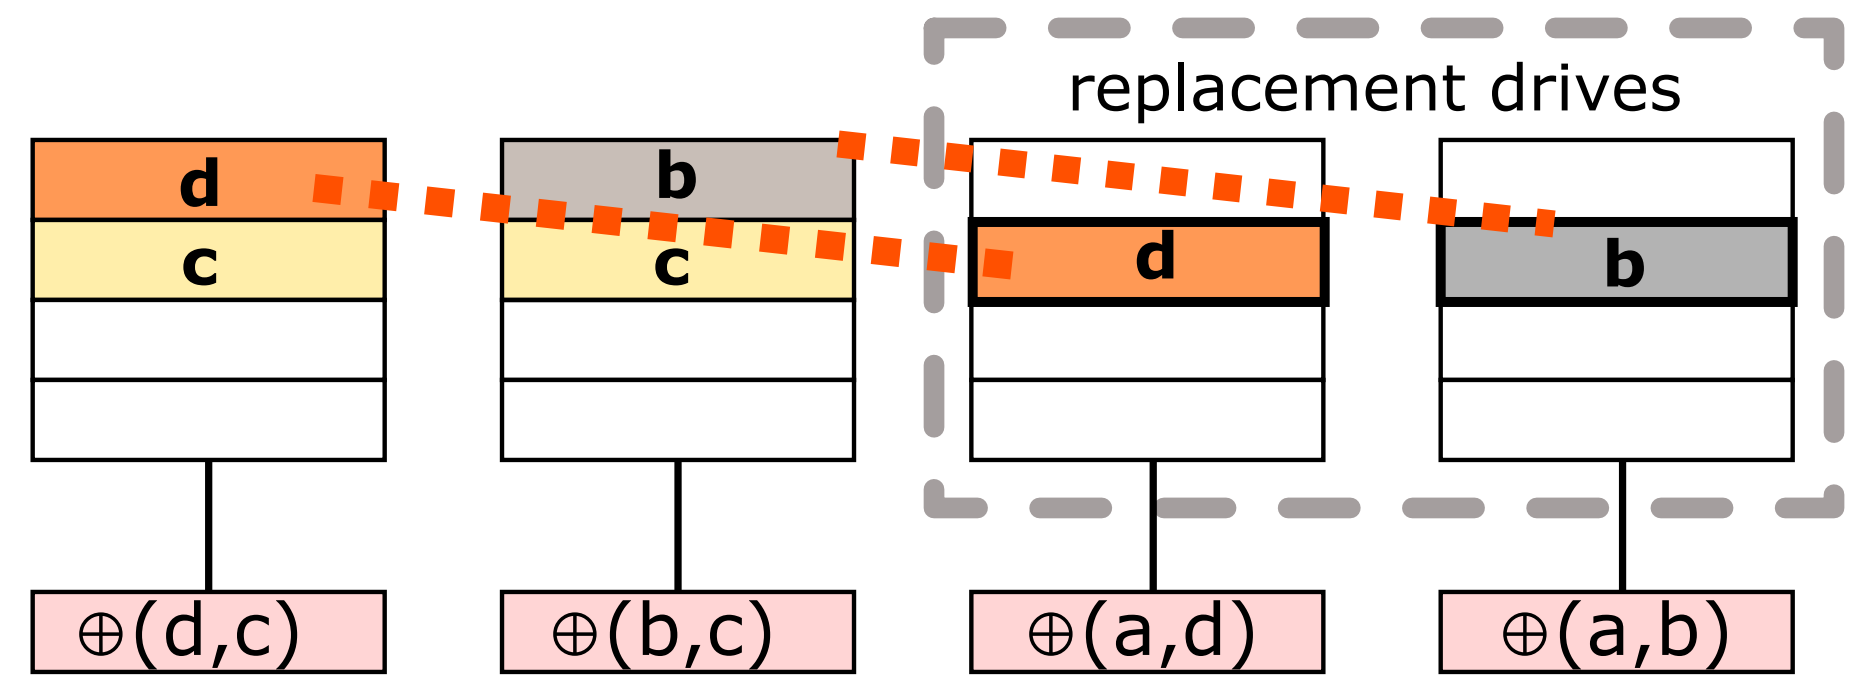 replacement drives
d
b
c
c
d
b
⊕(d,c)
⊕(b,c)
⊕(a,d)
⊕(a,b)